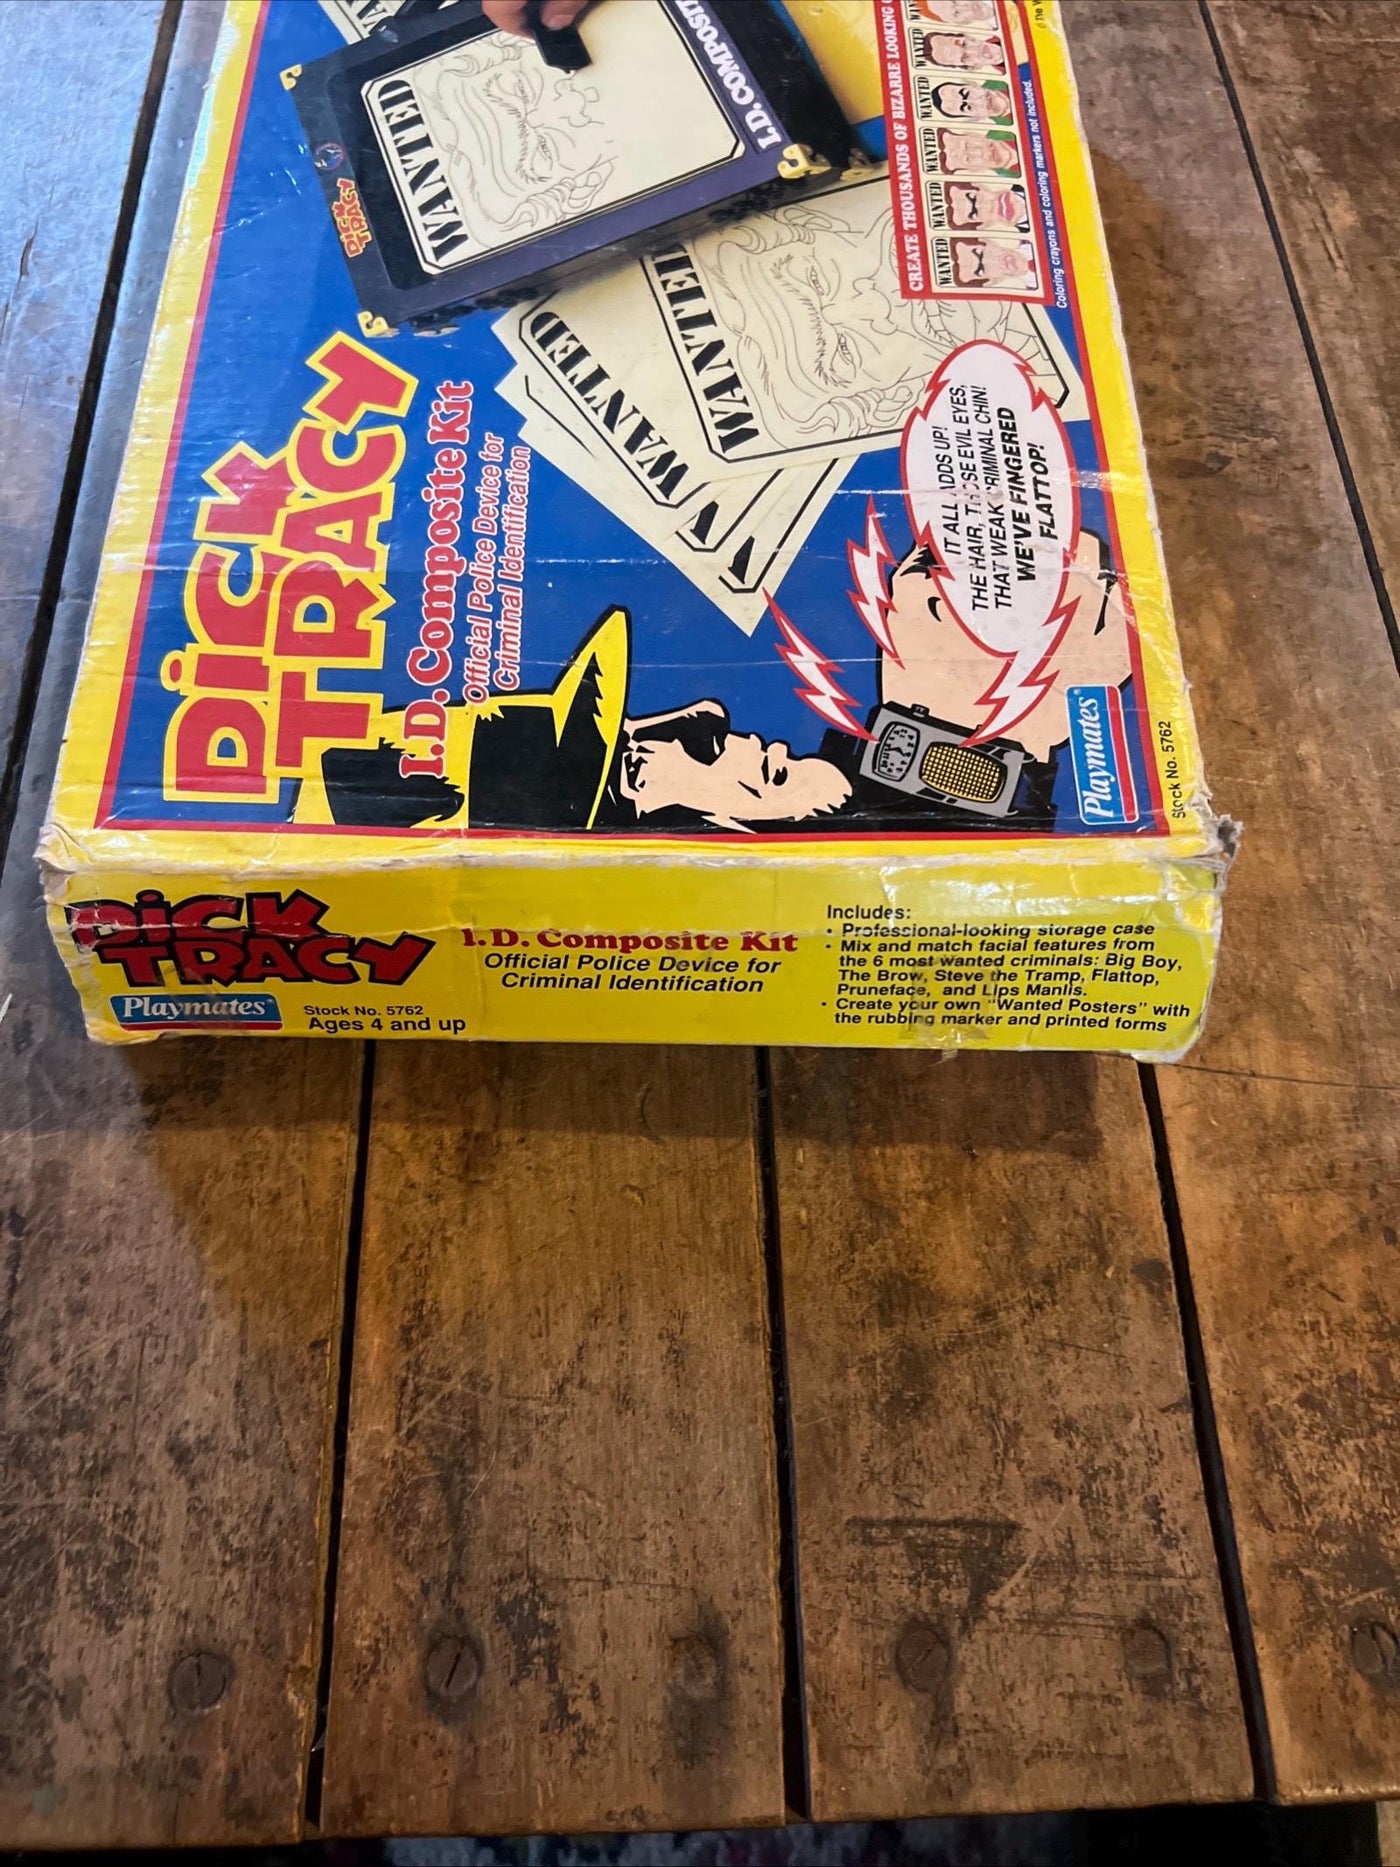 WANTED
I.D. COMPOSIT
DICK
TRACY
WANTED
WANTED
CREATE THOUSANDS OF BIZARRE LOOKING
WANTED
WANTED
WANTED
WANTED
WANTED
Coloring crayons and coloring markers not included.
DICK
TRACY
I.D. Composite Kit
Official Police Device for
Criminal Identification
IT ALL ADDS UP!
THE HAIR, THOSE EVIL EYES,
THAT WEAK CRIMINAL CHIN!
WE'VE FINGERED
FLATTOP!
Playmates®
Stock No. 5762
DICK
TRACY
Playmates®
Stock No. 5762
Ages 4 and up
I.D. Composite Kit
Official Police Device for
Criminal Identification
Includes:
• Professional-looking storage case
• Mix and match facial features from
the 6 most wanted criminals: Big Boy,
The Brow, Steve the Tramp, Flattop,
Pruneface, and Lips Manlis.
• Create your own "Wanted Posters" with
the rubbing marker and printed forms